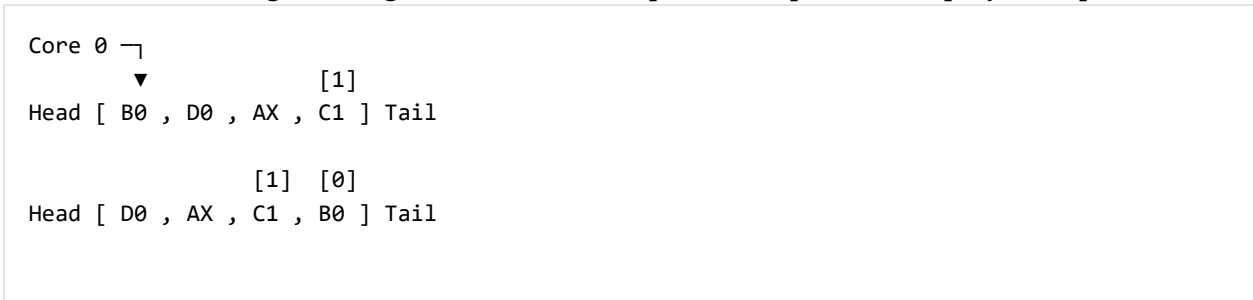 Core 0 ─┐
▼ [1]
Head [ B0 , D0 , AX , C1 ] Tail
[1] [0]
Head [ D0 , AX , C1 , B0 ] Tail